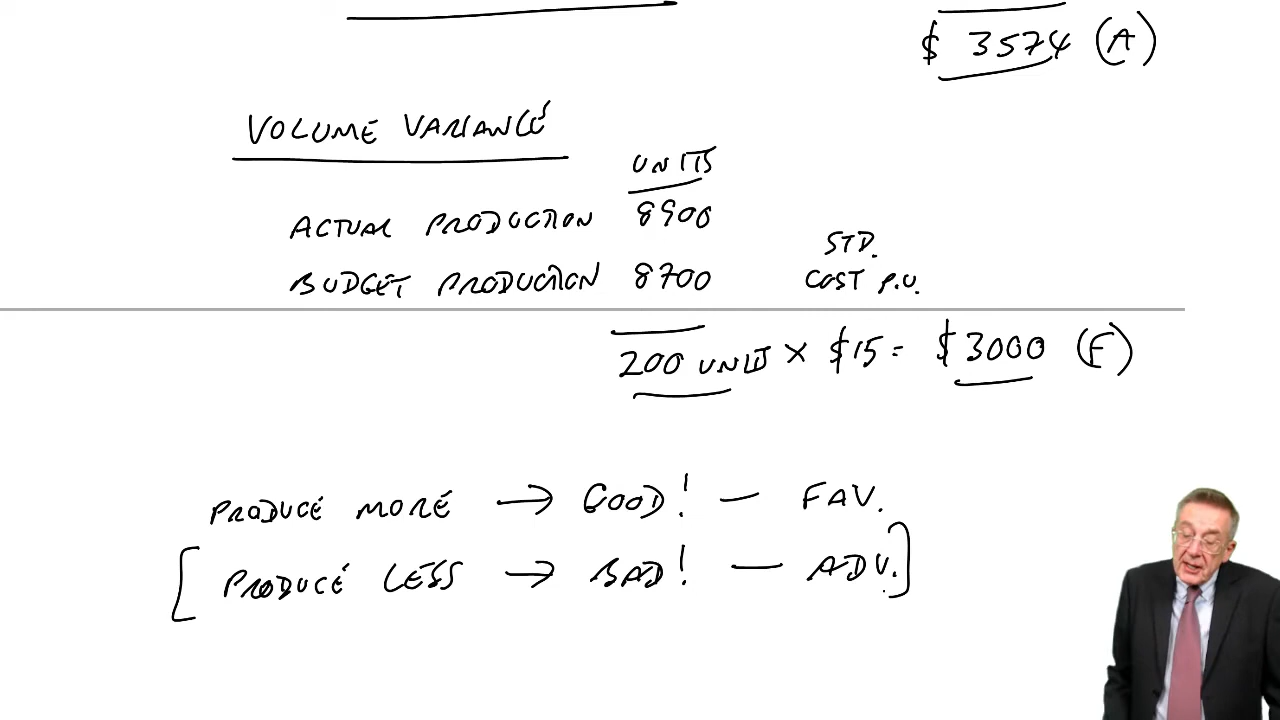 $ 3574 (A)
VOLUME VARIANCE
UNITS
ACTUAL PRODUCTION 8900
STD.
BUDGET PRODUCTION 8700 COST P.U.
200 UNITS × $15 = $3000 (F)
PRODUCE MORE → GOOD! — FAV.
[PRODUCE LESS → BAD! — ADV.]